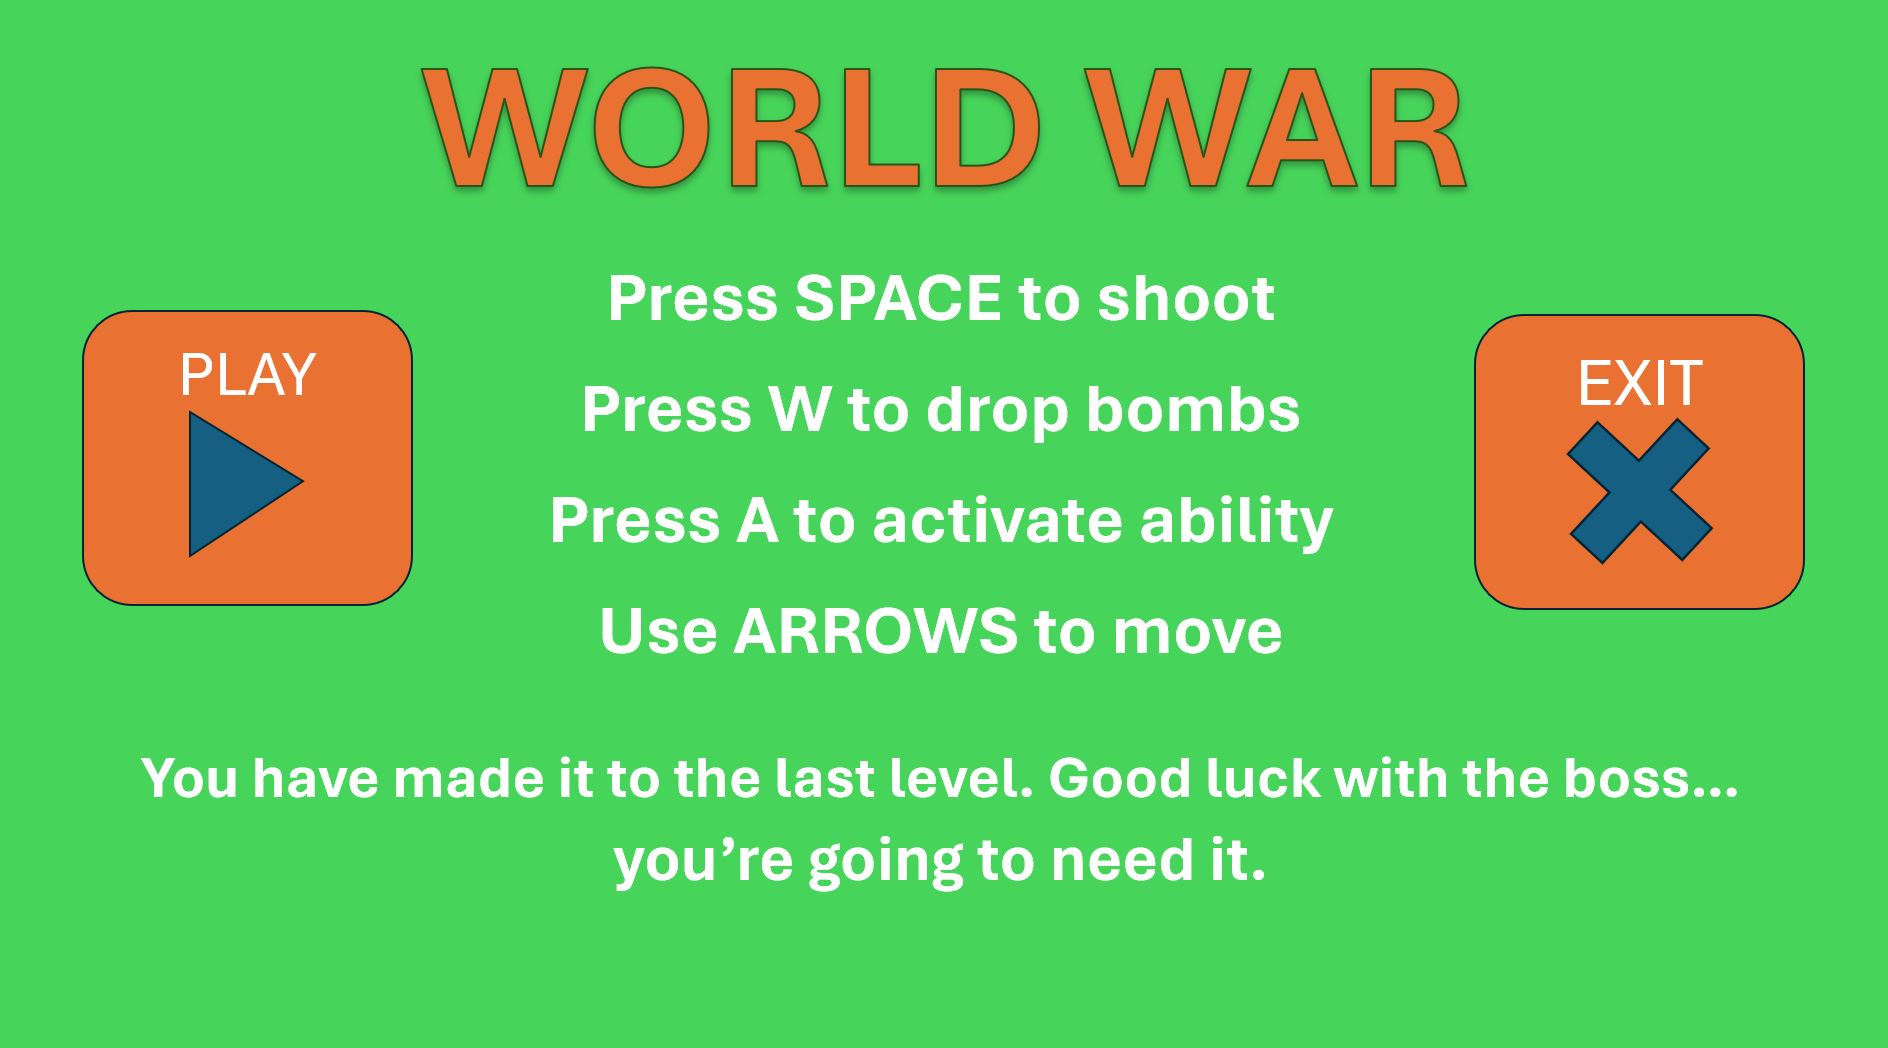 WORLD WAR
Press SPACE to shoot
PLAY
EXIT
Press W to drop bombs
Press A to activate ability
Use ARROWS to move
You have made it to the last level. Good luck with the boss...
you’re going to need it.